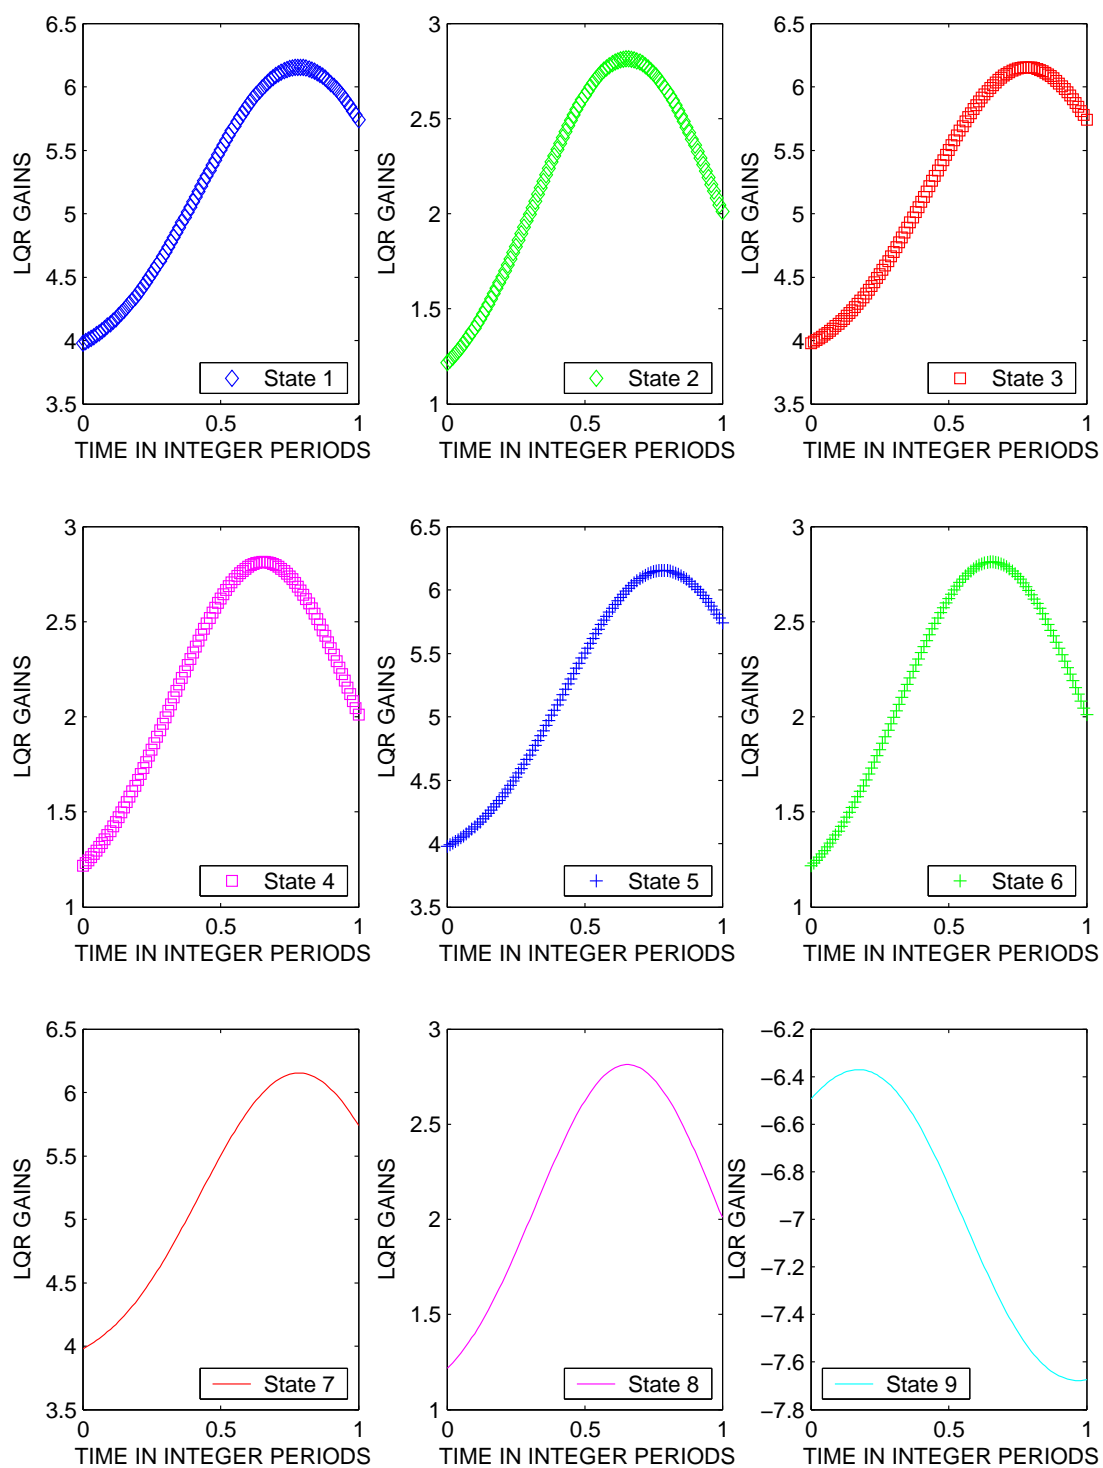 6.5
6
5.5
5
4.5
4
3.5
0 0.5 1
LQR GAINS
TIME IN INTEGER PERIODS
State 1
3
2.5
2
1.5
1
0 0.5 1
LQR GAINS
TIME IN INTEGER PERIODS
State 2
6.5
6
5.5
5
4.5
4
3.5
0 0.5 1
LQR GAINS
TIME IN INTEGER PERIODS
State 3
3
2.5
2
1.5
1
0 0.5 1
LQR GAINS
TIME IN INTEGER PERIODS
State 4
6.5
6
5.5
5
4.5
4
3.5
0 0.5 1
LQR GAINS
TIME IN INTEGER PERIODS
State 5
3
2.5
2
1.5
1
0 0.5 1
LQR GAINS
TIME IN INTEGER PERIODS
State 6
6.5
6
5.5
5
4.5
4
3.5
0 0.5 1
LQR GAINS
TIME IN INTEGER PERIODS
State 7
3
2.5
2
1.5
1
0 0.5 1
LQR GAINS
TIME IN INTEGER PERIODS
State 8
−6.2
−6.4
−6.6
−6.8
−7
−7.2
−7.4
−7.6
−7.8
0 0.5 1
LQR GAINS
TIME IN INTEGER PERIODS
State 9